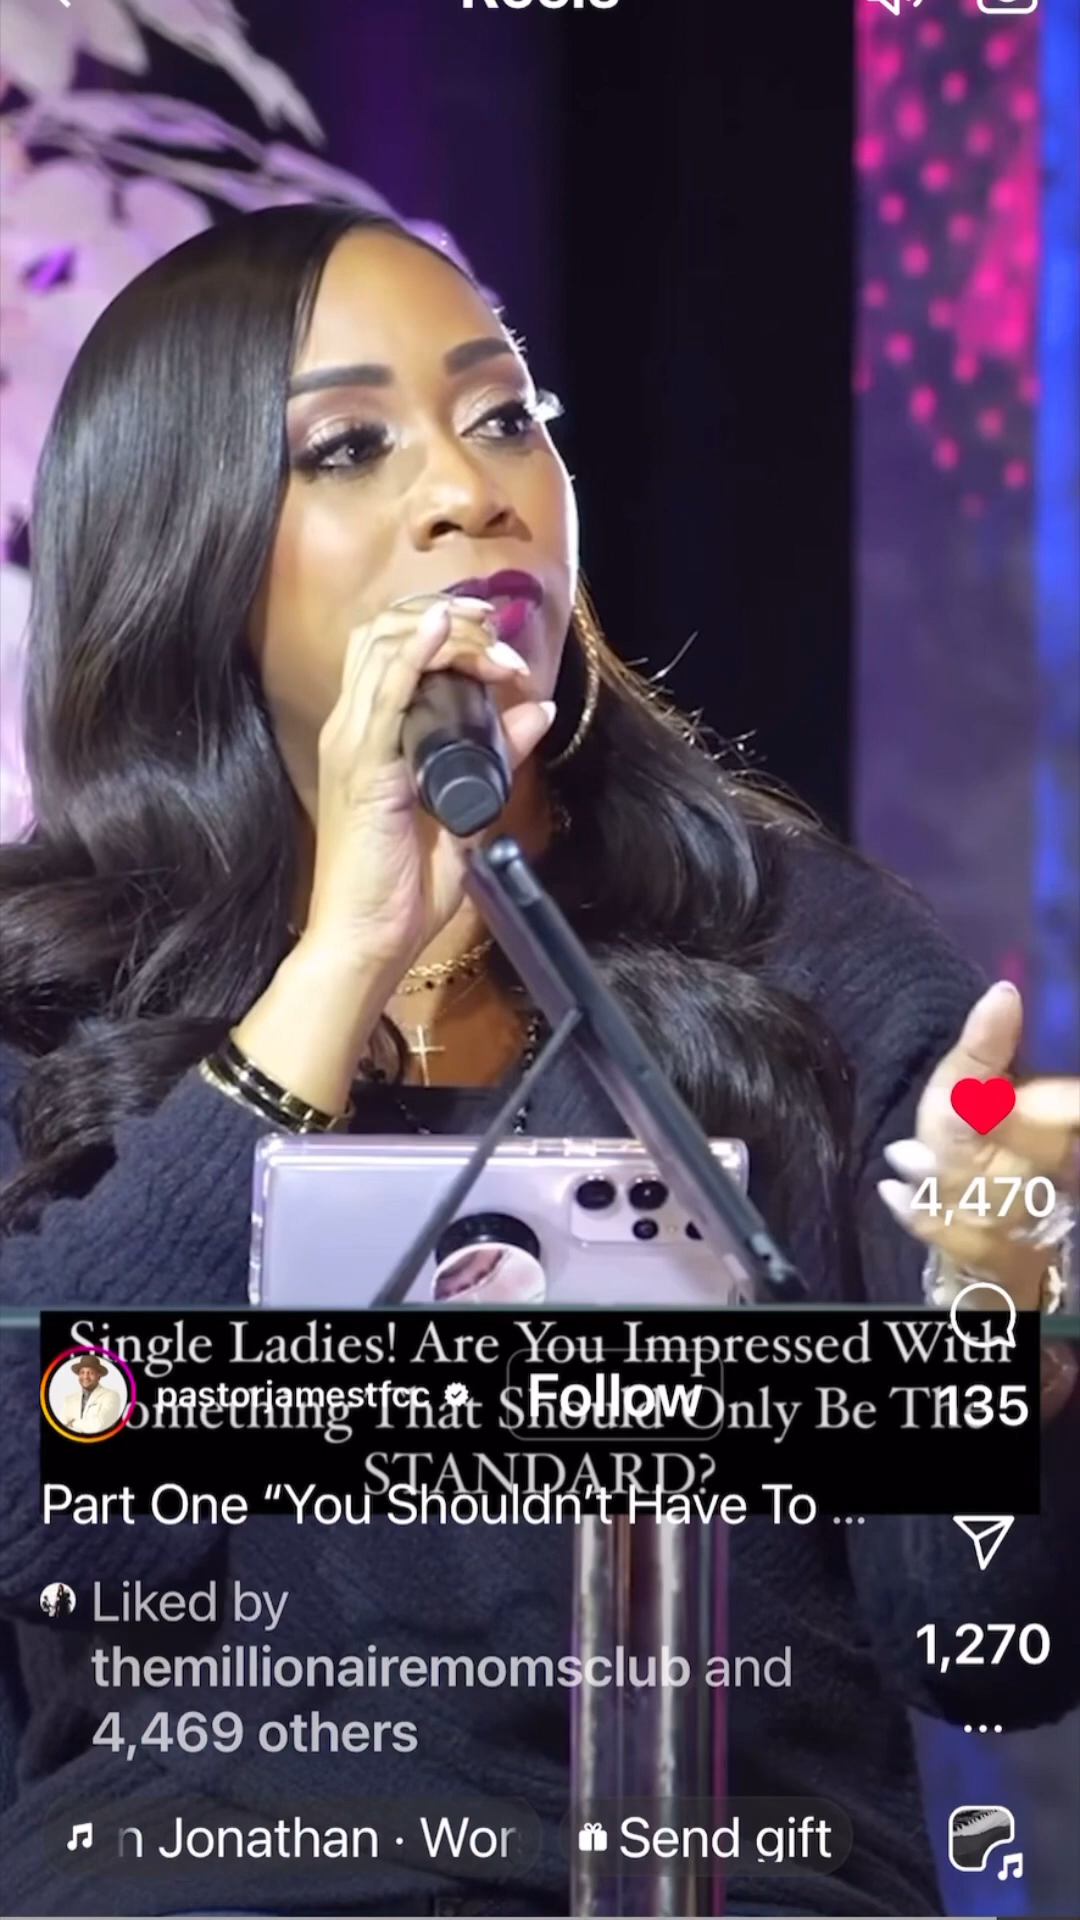 Reels
4,470
Single Ladies! Are You Impressed With
Something That Should Only Be The
STANDARD?
pastorjamestfcc
Follow
135
Part One “You Shouldn’t Have To ...
Liked by
themillionairemomsclub and
4,469 others
1,270
n Jonathan · Wor
Send gift